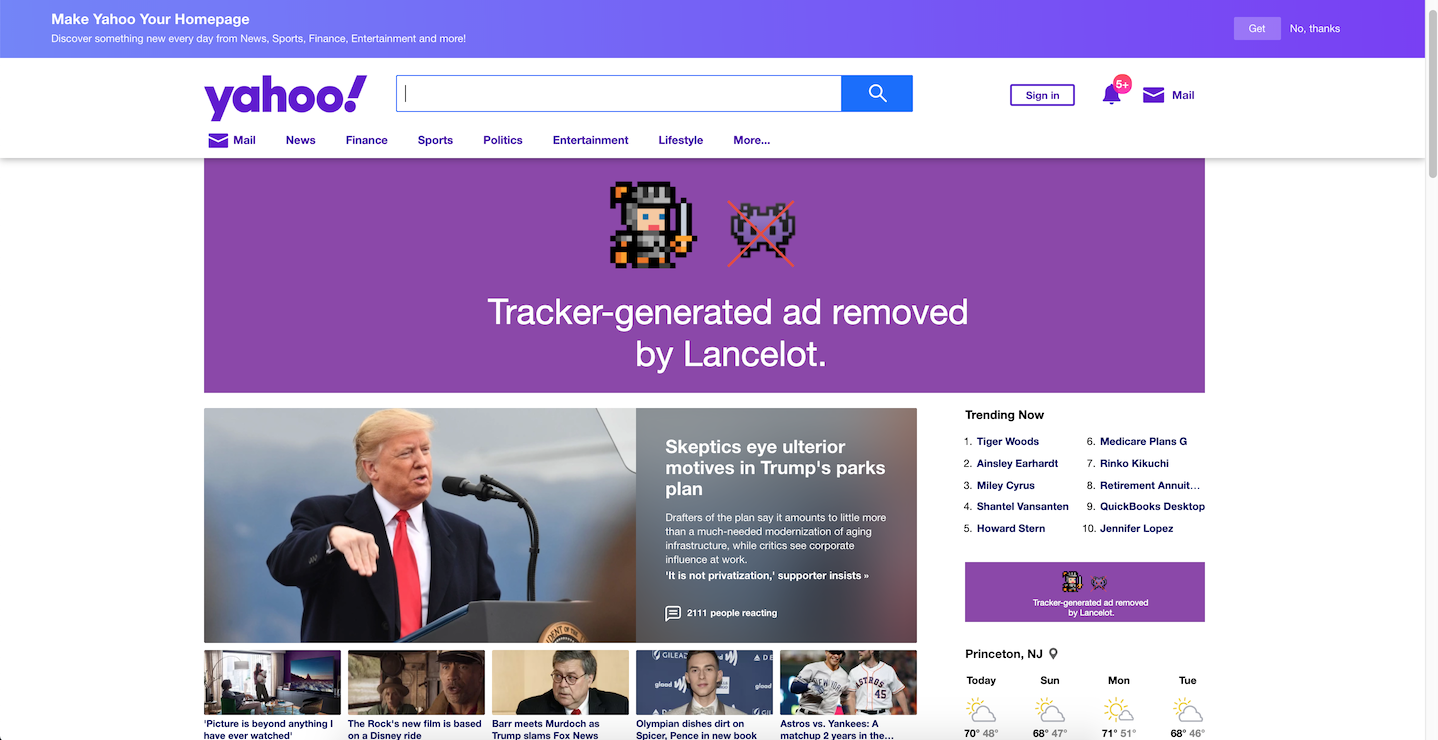 Make Yahoo Your Homepage
Discover something new every day from News, Sports, Finance, Entertainment and more!
Get
No, thanks
yahoo!
Sign in
5+
Mail
Mail
News
Finance
Sports
Politics
Entertainment
Lifestyle
More...
Tracker-generated ad removed
by Lancelot.
Skeptics eye ulterior
motives in Trump's parks
plan
Drafters of the plan say it amounts to little more
than a much-needed modernization of aging
infrastructure, while critics see corporate
influence at work.
'It is not privatization,' supporter insists »
2111 people reacting
Trending Now
1. Tiger Woods
2. Ainsley Earhardt
3. Miley Cyrus
4. Shantel Vansanten
5. Howard Stern
6. Medicare Plans G
7. Rinko Kikuchi
8. Retirement Annuit...
9. QuickBooks Desktop
10. Jennifer Lopez
Tracker-generated ad removed
by Lancelot.
GILEAD
glaad
glaad
ASTROS
45
'Picture is beyond anything I
have ever watched'
The Rock's new film is based
on a Disney ride
Barr meets Murdoch as
Trump slams Fox News
Olympian dishes dirt on
Spicer, Pence in new book
Astros vs. Yankees: A
matchup 2 years in the...
Princeton, NJ
Today
Sun
Mon
Tue
70° 48°
68° 47°
71° 51°
68° 46°